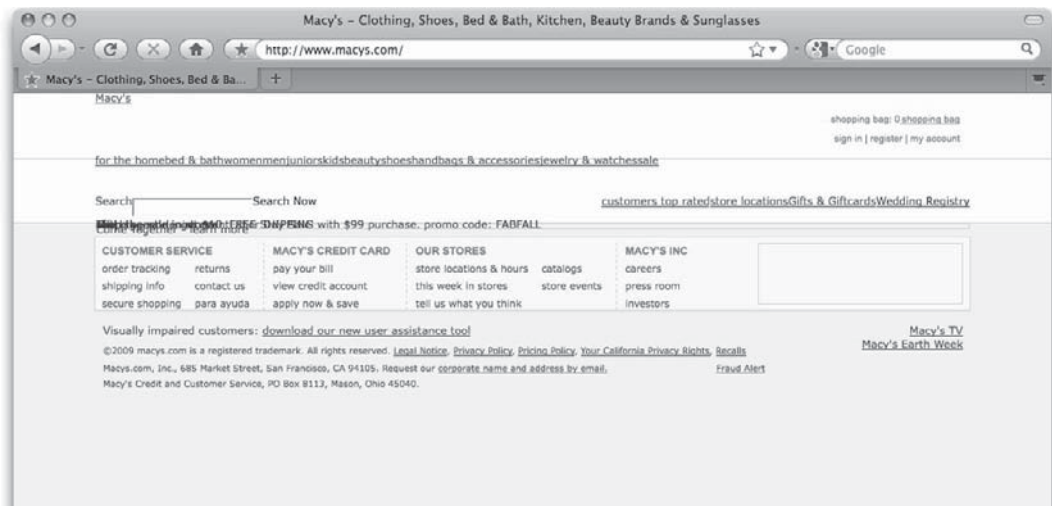 Macy's – Clothing, Shoes, Bed & Bath, Kitchen, Beauty Brands & Sunglasses
http://www.macys.com/
Google
Macy's – Clothing, Shoes, Bed & Ba...
Macy's
shopping bag: 0 shopping bag
sign in | register | my account
for the homebed & bathwomenmenjuniorskidsbeautyshoeshandbags & accessoriesjewelry & watchessale
Search Search Now
customers top ratedstore locationsGifts & GiftcardsWedding Registry
with $99 purchase. promo code: FABFALL
learn more
CUSTOMER SERVICE MACY'S CREDIT CARD OUR STORES MACY'S INC
order tracking returns pay your bill store locations & hours catalogs careers
shipping info contact us view credit account this week in stores store events press room
secure shopping para ayuda apply now & save tell us what you think investors
Visually impaired customers: download our new user assistance tool Macy's TV
Macy's Earth Week
©2009 macys.com is a registered trademark. All rights reserved. Legal Notice, Privacy Policy, Pricing Policy, Your California Privacy Rights, Recalls
Macys.com, Inc., 685 Market Street, San Francisco, CA 94105. Request our corporate name and address by email. Fraud Alert
Macy's Credit and Customer Service, PO Box 8113, Mason, Ohio 45040.